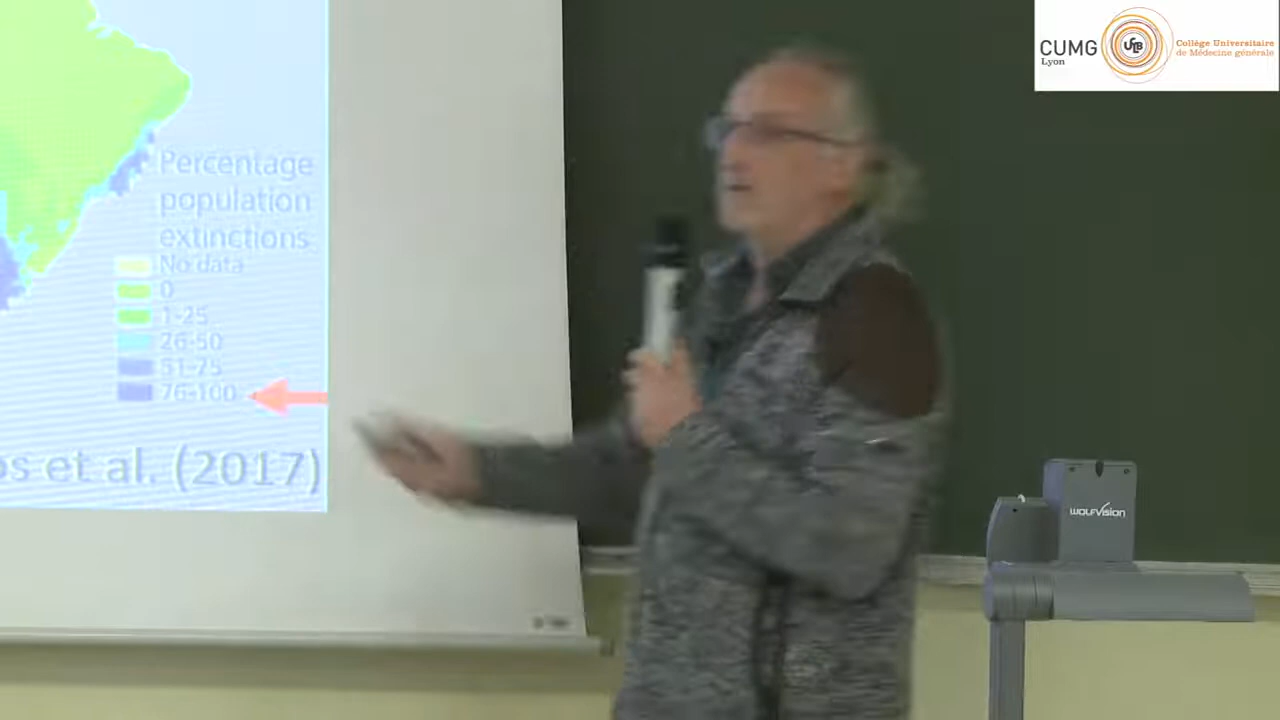 Percentage
population
extinctions
No data
0
1-25
26-50
51-75
76-100
os et al. (2017)
CUMG
Lyon
Collège Universitaire
de Médecine générale
WOLFVISION